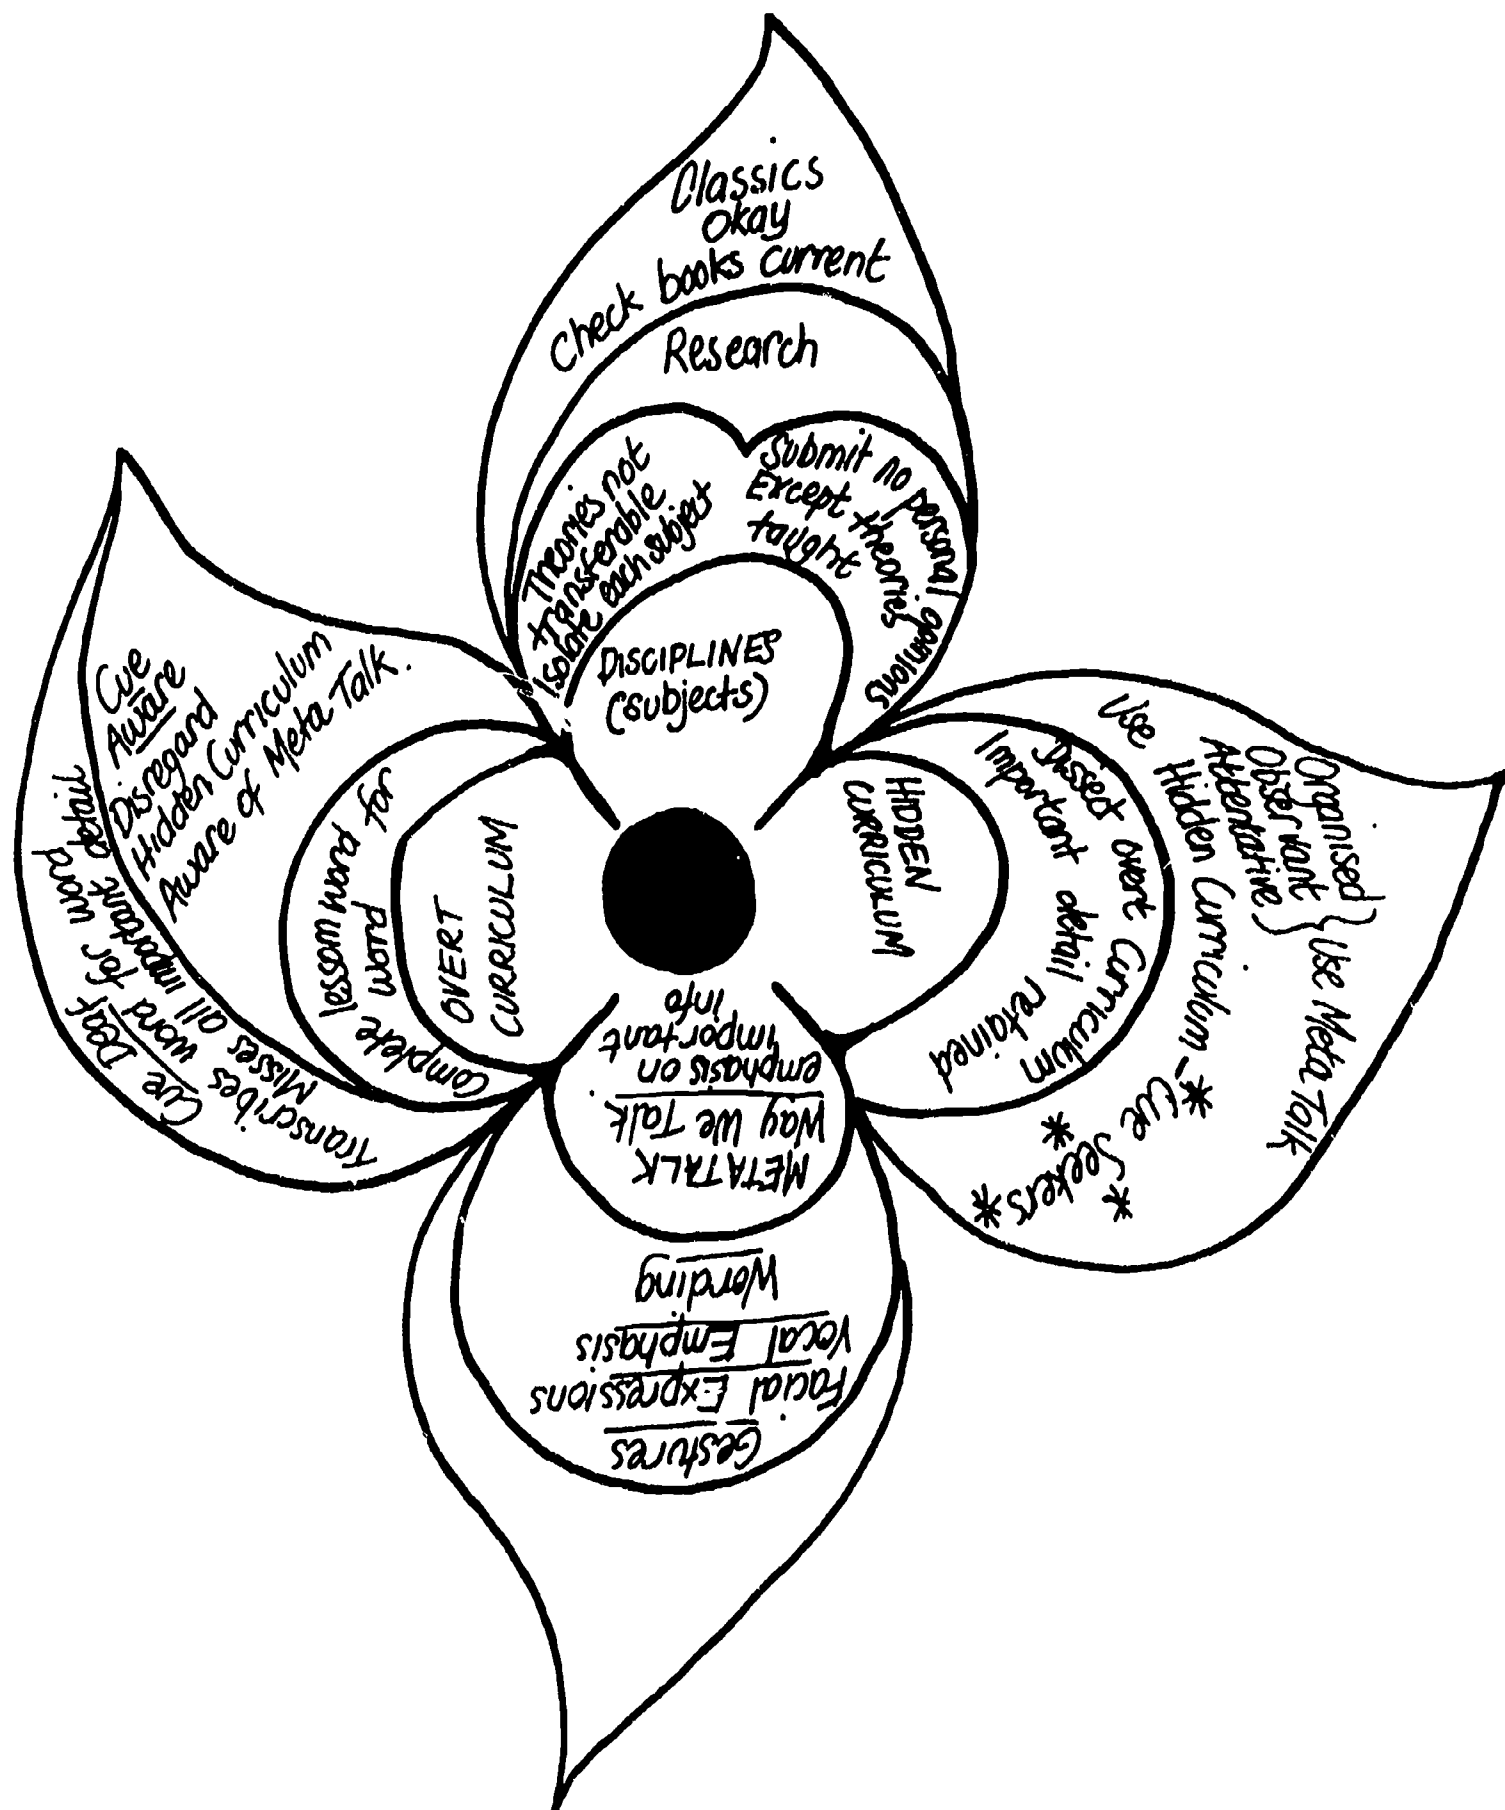 Classics
Okay
Check books current
Research
Theories not
transferable
Isolate each subject
Submit no personal opinions
Except theories
taught
DISCIPLINES
(subjects)
Use Hidden Curriculum
Organised
Observant
Attentative
} Use Meta Talk
* Cue Seekers *
* *
Dissect overt Curriculum
Important detail retained
HIDDEN
CURRICULUM
METATALK
Way We Talk
emphasis on
important
info
Gestures
Facial Expressions
Vocal Emphasis
Wording
OVERT
CURRICULUM
Complete lesson word for
word
Cue
Aware
Disregard
Hidden Curriculum
Aware of Meta Talk.
Cue Deaf
Transcribes word for word
Misses all important detail